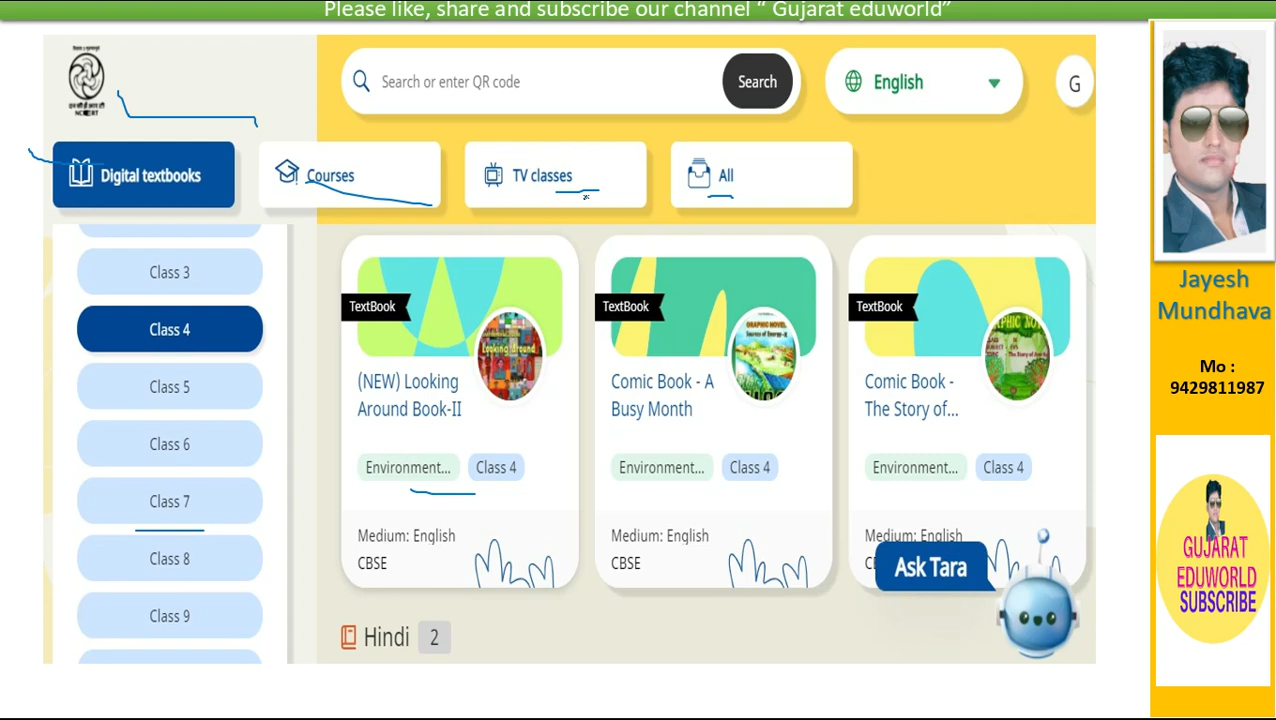 Please like, share and subscribe our channel “ Gujarat eduworld”
Search or enter QR code
Search
English
G
Digital textbooks
Courses
TV classes
All
Class 3
Class 4
Class 5
Class 6
Class 7
Class 8
Class 9
TextBook
(NEW) Looking
Around Book-II
Environment...
Class 4
Medium: English
CBSE
TextBook
GRAPHIC NOVEL
Comic Book - A
Busy Month
Environment...
Class 4
Medium: English
CBSE
TextBook
Comic Book -
The Story of...
Environment...
Class 4
Medium: English
Ask Tara
Hindi 2
Jayesh
Mundhava
Mo :
9429811987
GUJARAT
EDUWORLD
SUBSCRIBE